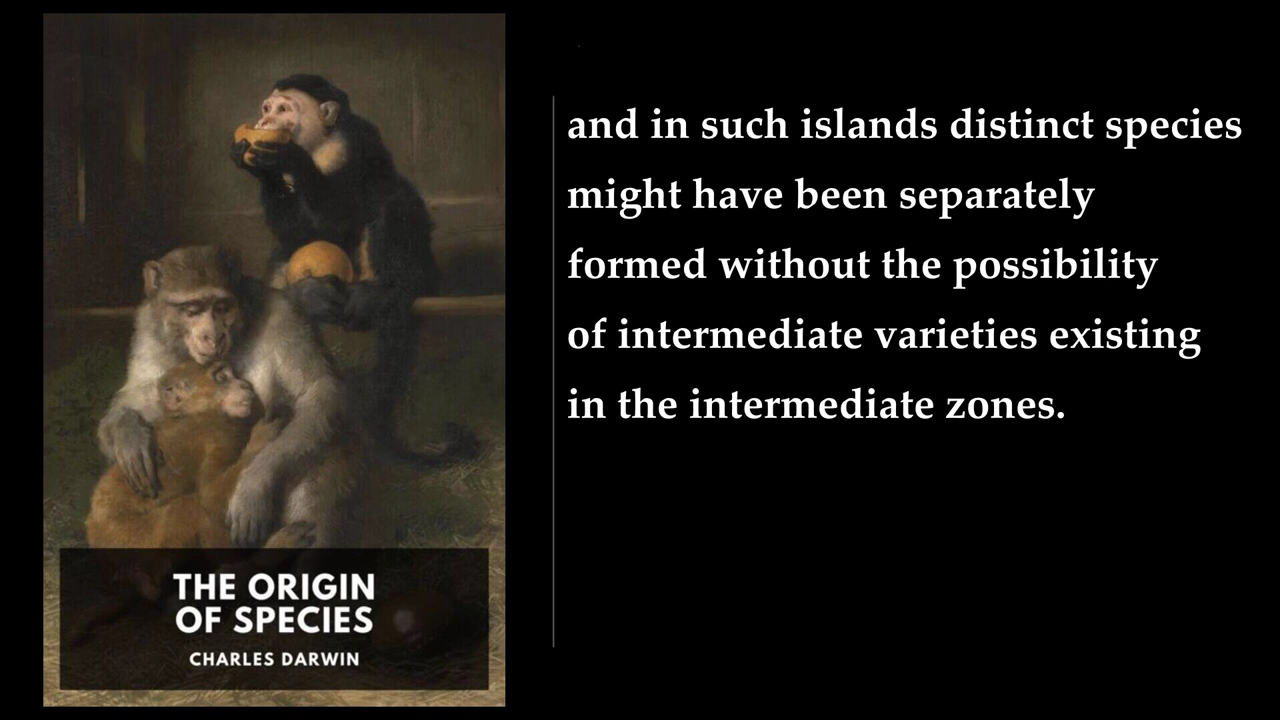 and in such islands distinct species
might have been separately
formed without the possibility
of intermediate varieties existing
in the intermediate zones.
THE ORIGIN
OF SPECIES
CHARLES DARWIN